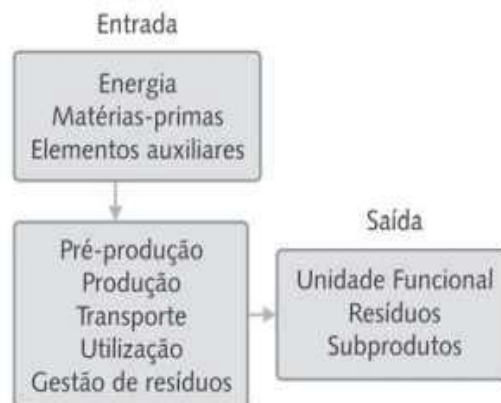 Entrada
Energia
Matérias-primas
Elementos auxiliares
Pré-produção
Produção
Transporte
Utilização
Gestão de resíduos
Saída
Unidade Funcional
Resíduos
Subprodutos